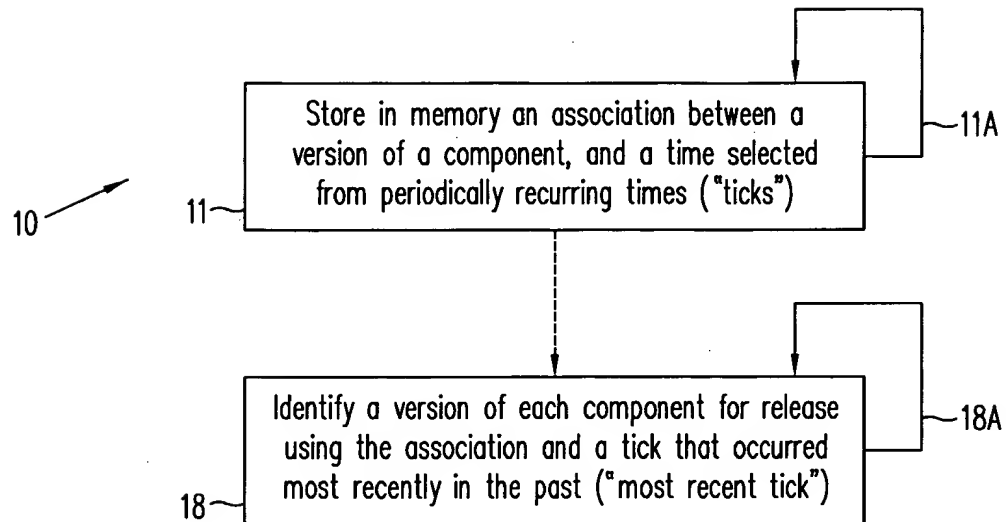 Store in memory an association between a
version of a component, and a time selected
from periodically recurring times ("ticks")
11A
10
11
Identify a version of each component for release
using the association and a tick that occurred
most recently in the past ("most recent tick")
18A
18